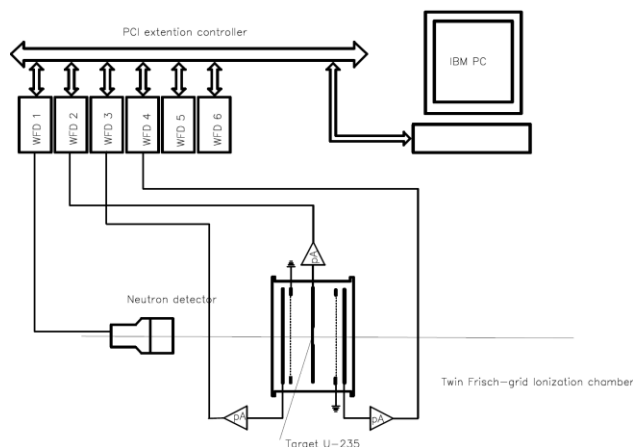 PCI extention controller
IBM PC
WFD 1
WFD 2
WFD 3
WFD 4
WFD 5
WFD 6
pA
Neutron detector
Twin Frisch-grid Ionization chamber
pA
pA
Target U-235